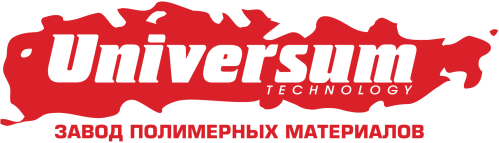 Universum
TECHNOLOGY
ЗАВОД ПОЛИМЕРНЫХ МАТЕРИАЛОВ